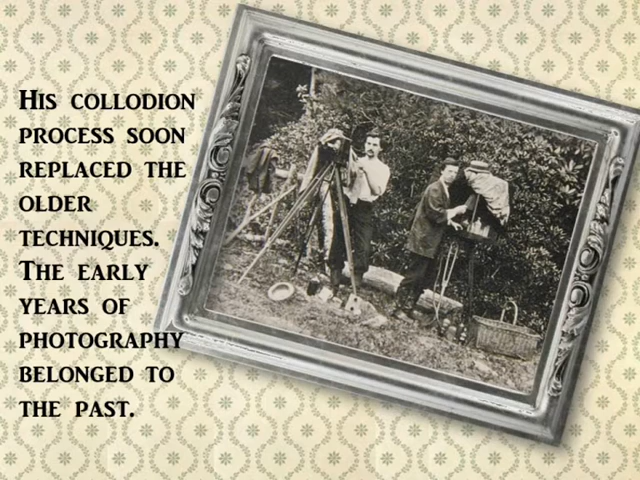 His collodion
process soon
replaced the
older
techniques.
The early
years of
photography
belonged to
the past.